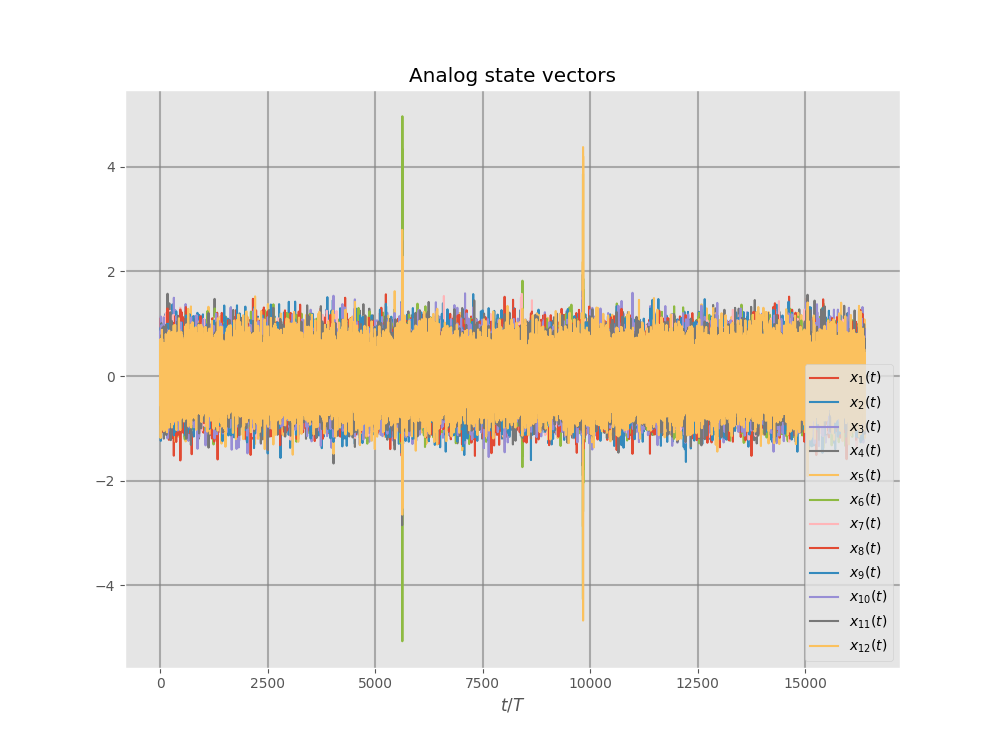 Analog state vectors
4
2
0
−2
−4
0 2500 5000 7500 10000 12500 15000
t/T
x₁(t)
x₂(t)
x₃(t)
x₄(t)
x₅(t)
x₆(t)
x₇(t)
x₈(t)
x₉(t)
x₁₀(t)
x₁₁(t)
x₁₂(t)